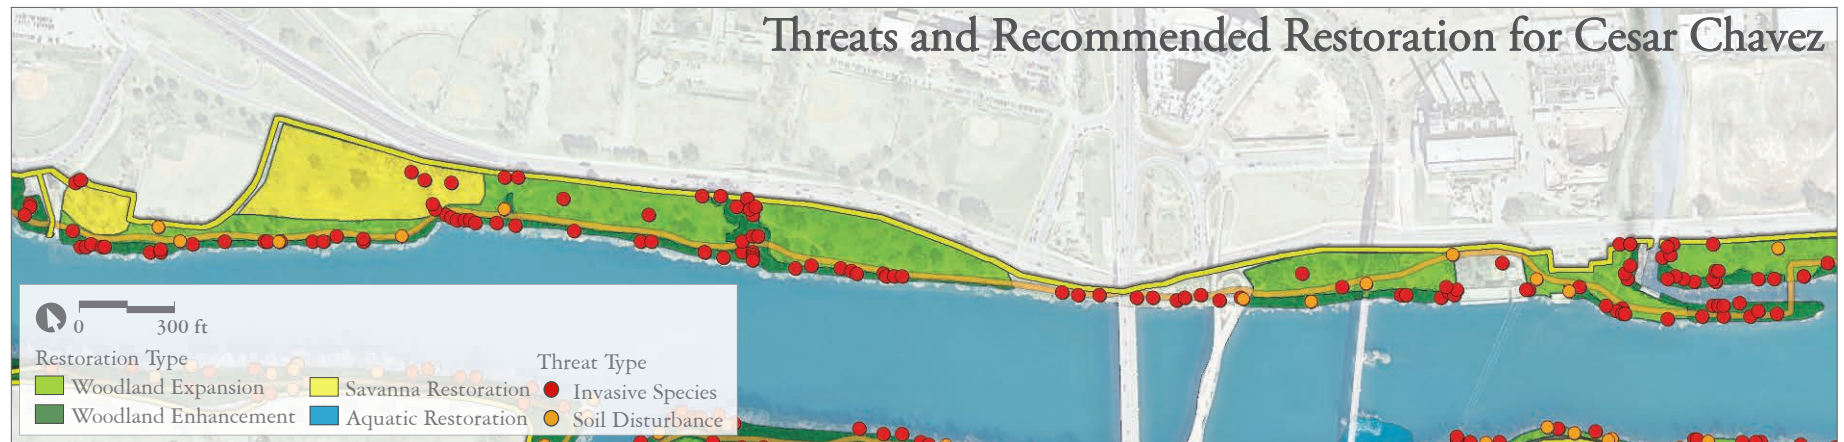 Threats and Recommended Restoration for Cesar Chavez
0 300 ft
Restoration Type
Woodland Expansion
Woodland Enhancement
Savanna Restoration
Aquatic Restoration
Threat Type
Invasive Species
Soil Disturbance